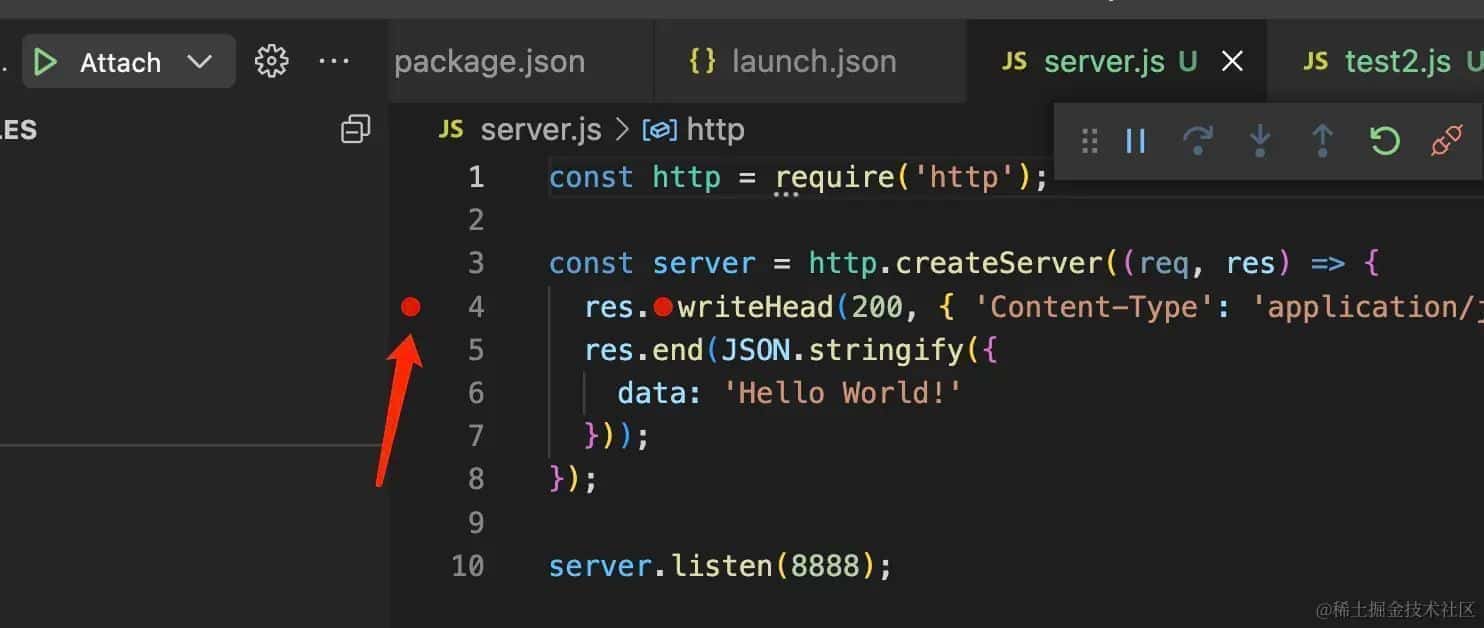 Attach
package.json
{} launch.json
JS server.js U
JS test2.js U
LES
JS server.js > http
1 const http = require('http');
2
3 const server = http.createServer((req, res) => {
4 res.writeHead(200, { 'Content-Type': 'application/j
5 res.end(JSON.stringify({
6 data: 'Hello World!'
7 }));
8 });
9
10 server.listen(8888);
@稀土掘金技术社区